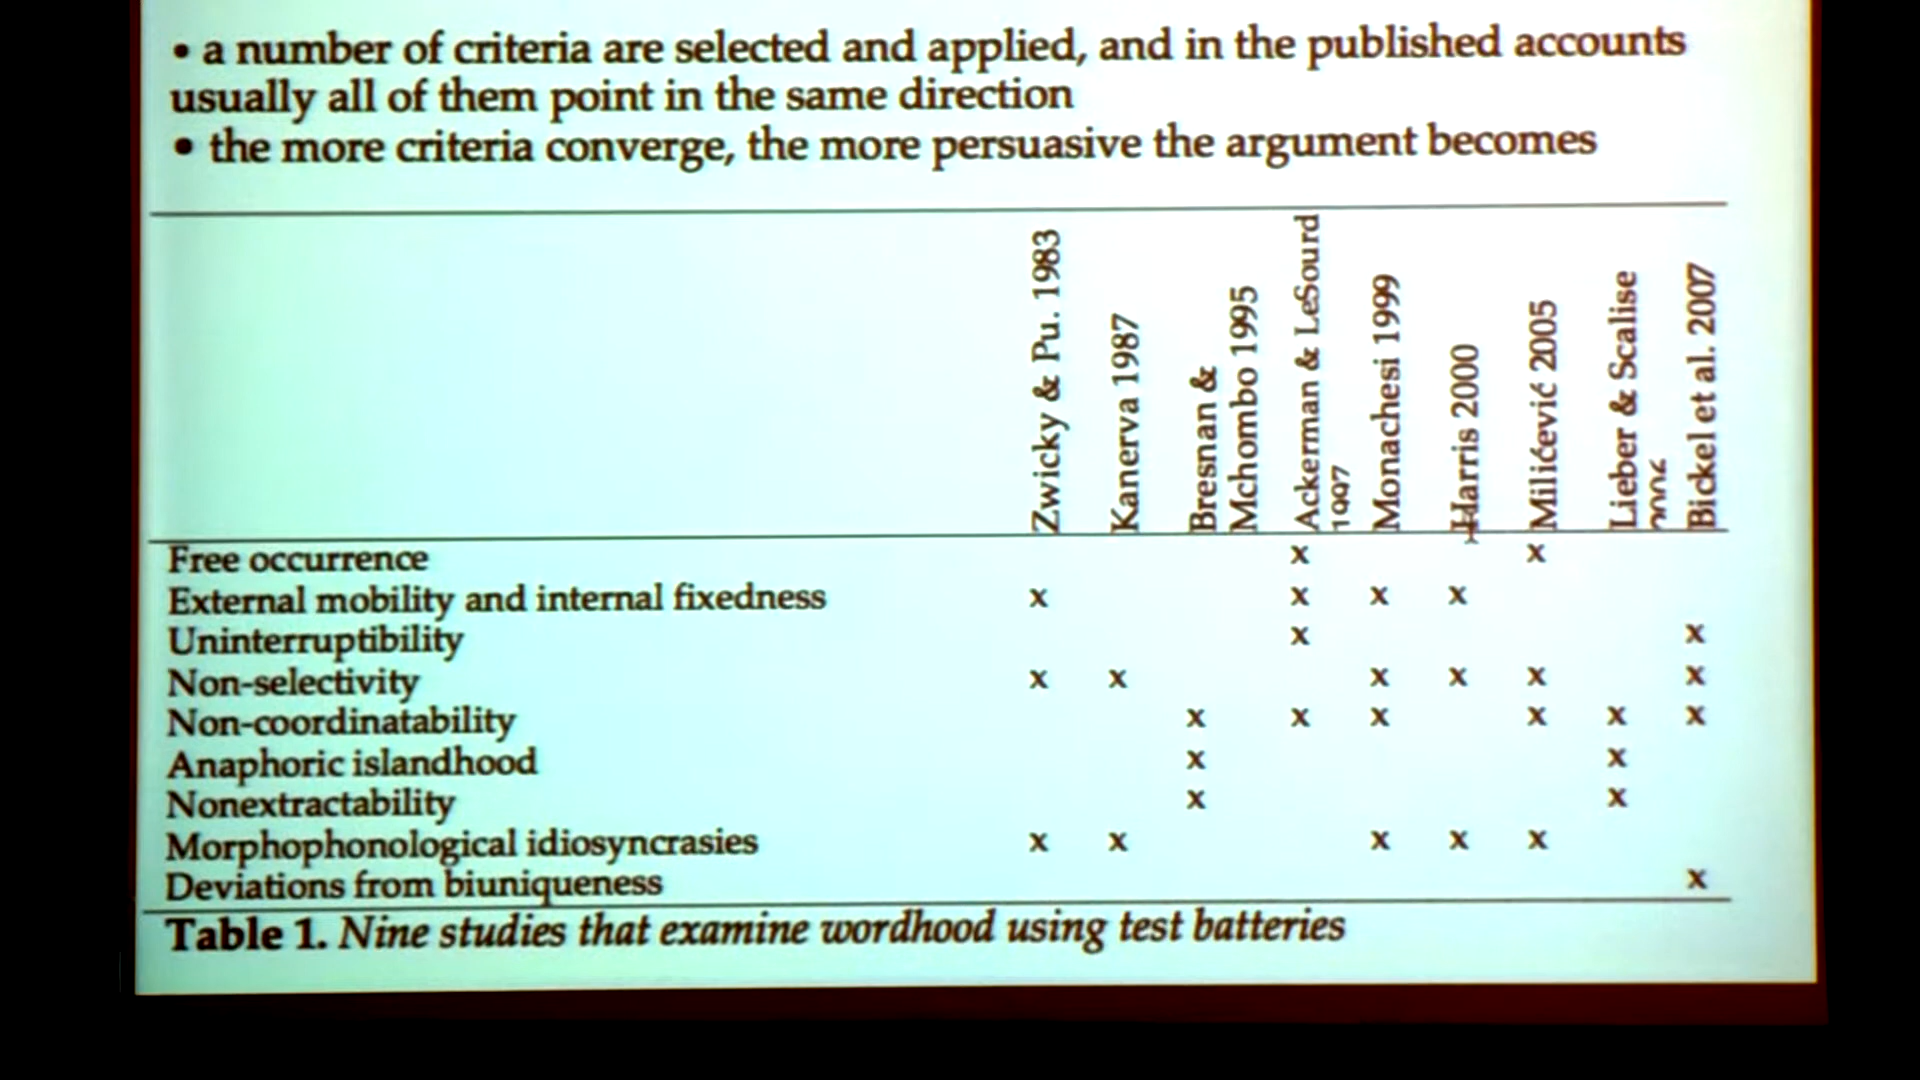 • a number of criteria are selected and applied, and in the published accounts
usually all of them point in the same direction
• the more criteria converge, the more persuasive the argument becomes
Zwicky & Pu. 1983
Kanerva 1987
Bresnan &
Mchombo 1995
Ackerman & LeSourd
1997
Monachesi 1999
Harris 2000
Milićević 2005
Lieber & Scalise
Bickel et al. 2007
Free occurrence x x
External mobility and internal fixedness x x x x
Uninterruptibility x x
Non-selectivity x x x x x x
Non-coordinatability x x x x x x
Anaphoric islandhood x x
Nonextractability x x
Morphophonological idiosyncrasies x x x x x
Deviations from biuniqueness x
Table 1. Nine studies that examine wordhood using test batteries